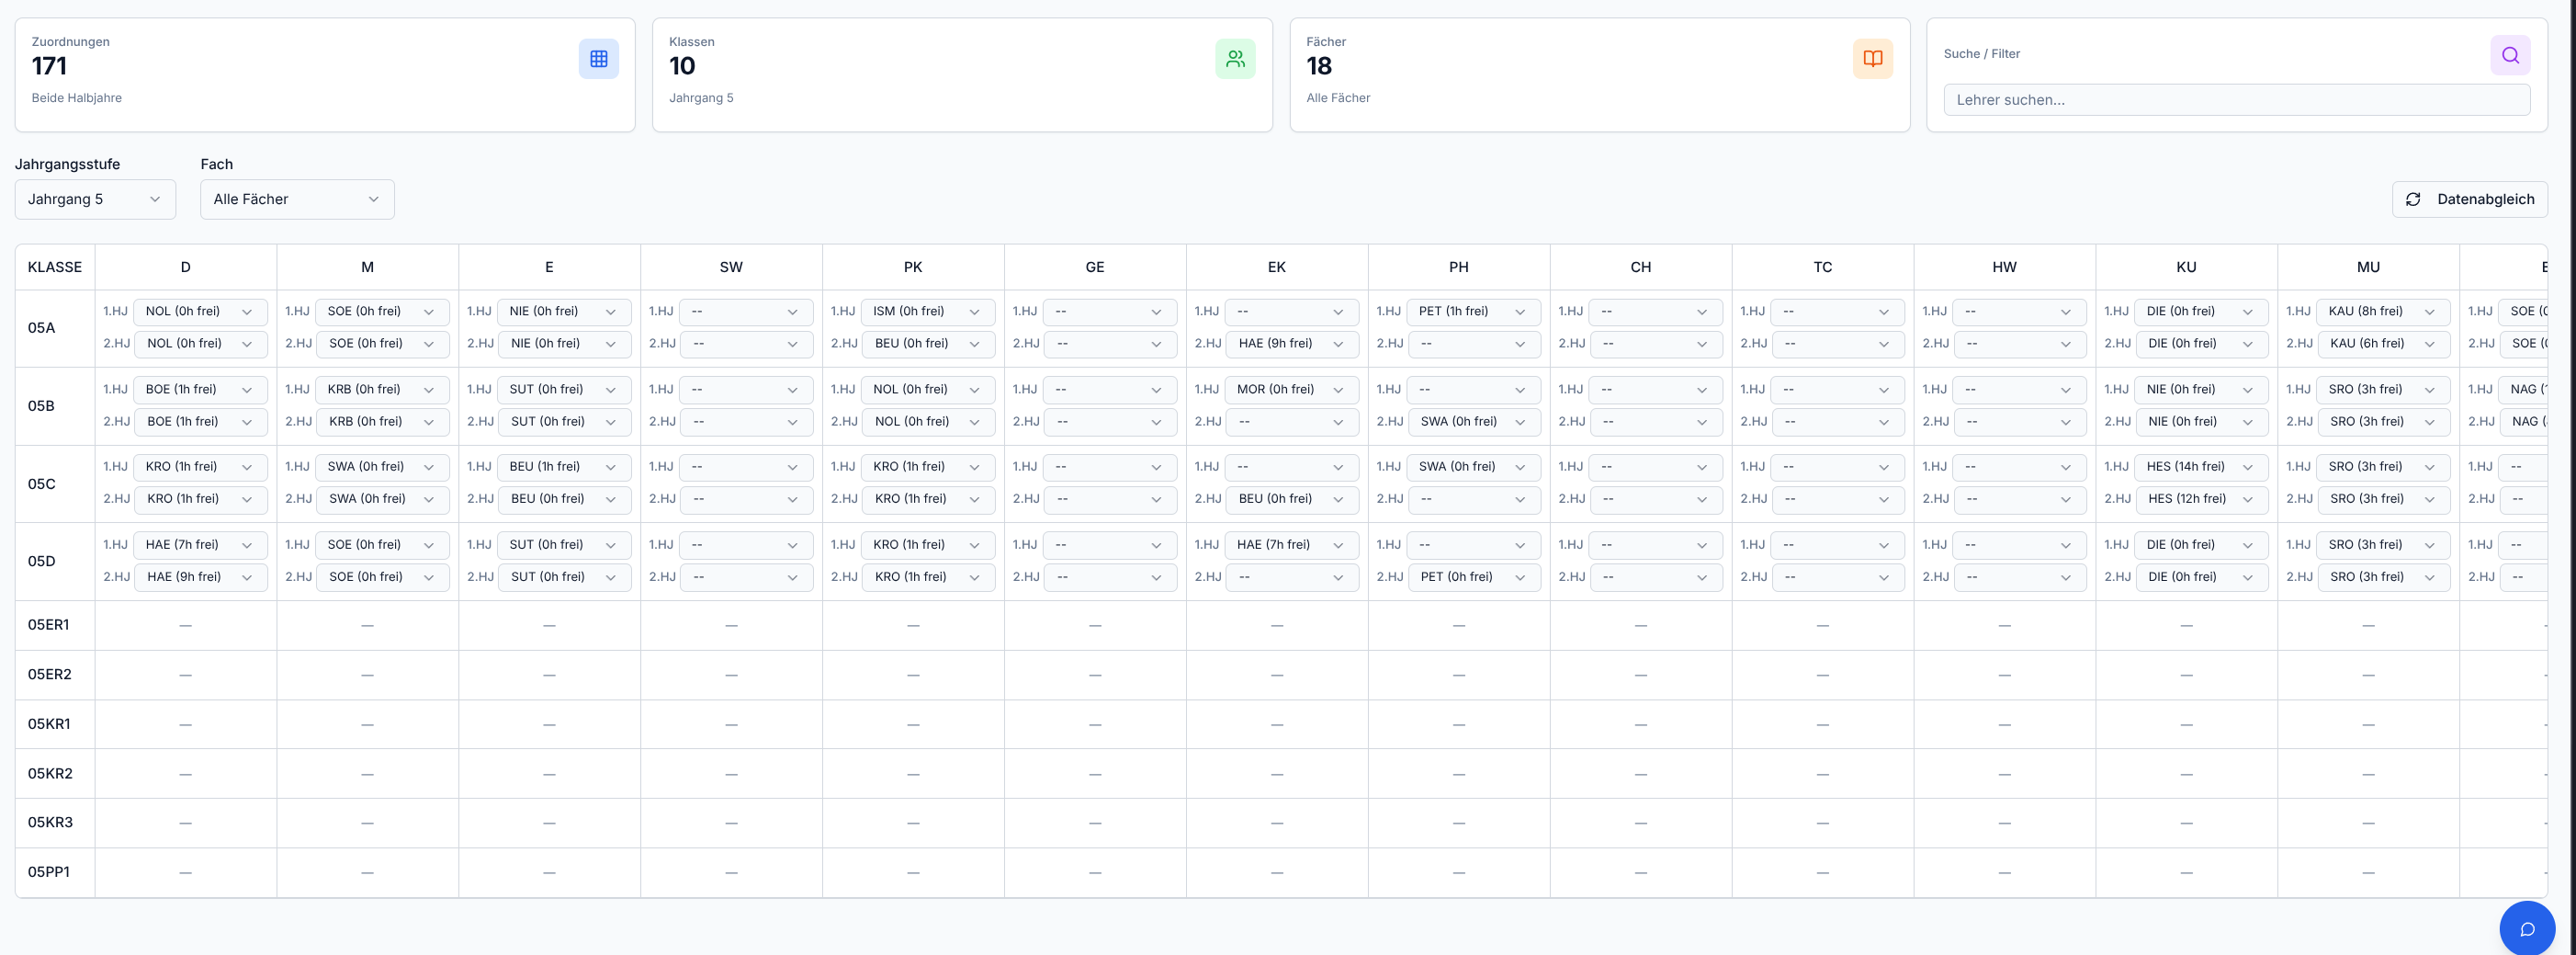 Zuordnungen
171
Beide Halbjahre
Klassen
10
Jahrgang 5
Fächer
18
Alle Fächer
Suche / Filter
Lehrer suchen...
Jahrgangsstufe Fach
Jahrgang 5 Alle Fächer Datenabgleich
KLASSE D M E SW PK GE EK PH CH TC HW KU MU
1.HJ NOL (0h frei) 1.HJ SOE (0h frei) 1.HJ NIE (0h frei) 1.HJ -- 1.HJ ISM (0h frei) 1.HJ -- 1.HJ -- 1.HJ PET (1h frei) 1.HJ -- 1.HJ -- 1.HJ -- 1.HJ DIE (0h frei) 1.HJ KAU (8h frei) 1.HJ SOE
05A
2.HJ NOL (0h frei) 2.HJ SOE (0h frei) 2.HJ NIE (0h frei) 2.HJ -- 2.HJ BEU (0h frei) 2.HJ -- 2.HJ HAE (9h frei) 2.HJ -- 2.HJ -- 2.HJ -- 2.HJ -- 2.HJ DIE (0h frei) 2.HJ KAU (6h frei) 2.HJ SOE
1.HJ BOE (1h frei) 1.HJ KRB (0h frei) 1.HJ SUT (0h frei) 1.HJ -- 1.HJ NOL (0h frei) 1.HJ -- 1.HJ MOR (0h frei) 1.HJ -- 1.HJ -- 1.HJ -- 1.HJ -- 1.HJ NIE (0h frei) 1.HJ SRO (3h frei) 1.HJ NAG
05B
2.HJ BOE (1h frei) 2.HJ KRB (0h frei) 2.HJ SUT (0h frei) 2.HJ -- 2.HJ NOL (0h frei) 2.HJ -- 2.HJ -- 2.HJ SWA (0h frei) 2.HJ -- 2.HJ -- 2.HJ -- 2.HJ NIE (0h frei) 2.HJ SRO (3h frei) 2.HJ NAG
1.HJ KRO (1h frei) 1.HJ SWA (0h frei) 1.HJ BEU (1h frei) 1.HJ -- 1.HJ KRO (1h frei) 1.HJ -- 1.HJ -- 1.HJ SWA (0h frei) 1.HJ -- 1.HJ -- 1.HJ -- 1.HJ HES (14h frei) 1.HJ SRO (3h frei) 1.HJ --
05C
2.HJ KRO (1h frei) 2.HJ SWA (0h frei) 2.HJ BEU (0h frei) 2.HJ -- 2.HJ KRO (1h frei) 2.HJ -- 2.HJ BEU (0h frei) 2.HJ -- 2.HJ -- 2.HJ -- 2.HJ -- 2.HJ HES (12h frei) 2.HJ SRO (3h frei) 2.HJ --
1.HJ HAE (7h frei) 1.HJ SOE (0h frei) 1.HJ SUT (0h frei) 1.HJ -- 1.HJ KRO (1h frei) 1.HJ -- 1.HJ HAE (7h frei) 1.HJ -- 1.HJ -- 1.HJ -- 1.HJ -- 1.HJ DIE (0h frei) 1.HJ SRO (3h frei) 1.HJ --
05D
2.HJ HAE (9h frei) 2.HJ SOE (0h frei) 2.HJ SUT (0h frei) 2.HJ -- 2.HJ KRO (1h frei) 2.HJ -- 2.HJ -- 2.HJ PET (0h frei) 2.HJ -- 2.HJ -- 2.HJ -- 2.HJ DIE (0h frei) 2.HJ SRO (3h frei) 2.HJ --
05ER1 — — — — — — — — — — — — —
05ER2 — — — — — — — — — — — — —
05KR1 — — — — — — — — — — — — —
05KR2 — — — — — — — — — — — — —
05KR3 — — — — — — — — — — — — —
05PP1 — — — — — — — — — — — — —